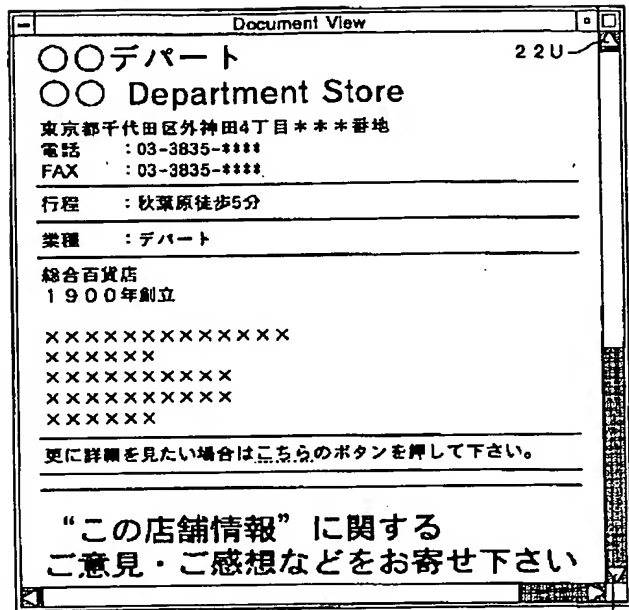 Document View
○○デパート
22U
○○ Department Store
東京都千代田区外神田4丁目＊＊＊番地
電話 ：03-3835-****
FAX ：03-3835-****
行程 ：秋葉原徒歩5分
業種 ：デパート
総合百貨店
1900年創立
×××××××××××××
××××××
××××××××××
××××××××××
××××××
更に詳細を見たい場合はこちらのボタンを押して下さい。
“この店舗情報”に関する
ご意見・ご感想などをお寄せ下さい